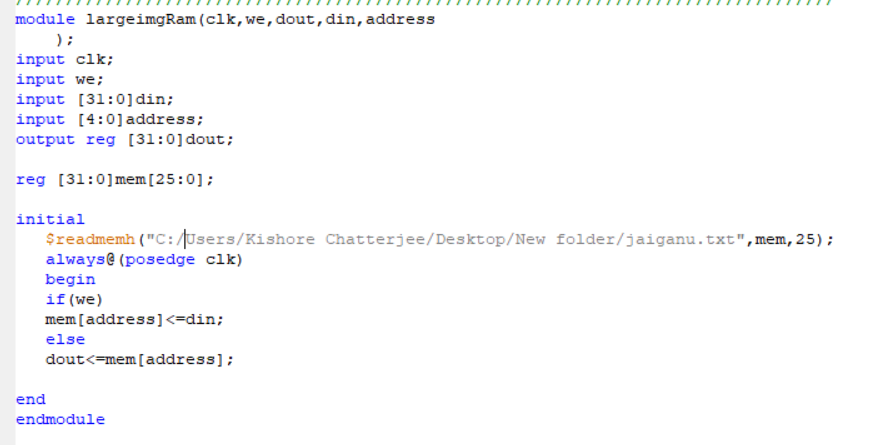 ////////////////////////////////////////////////////////////////////////////////
module largeimgRam(clk,we,dout,din,address
    );
input clk;
input we;
input [31:0]din;
input [4:0]address;
output reg [31:0]dout;
reg [31:0]mem[25:0];
initial
   $readmemh("C:/Users/Kishore Chatterjee/Desktop/New folder/jaiganu.txt",mem,25);
   always@(posedge clk)
   begin
   if(we)
   mem[address]<=din;
   else
   dout<=mem[address];
end
endmodule